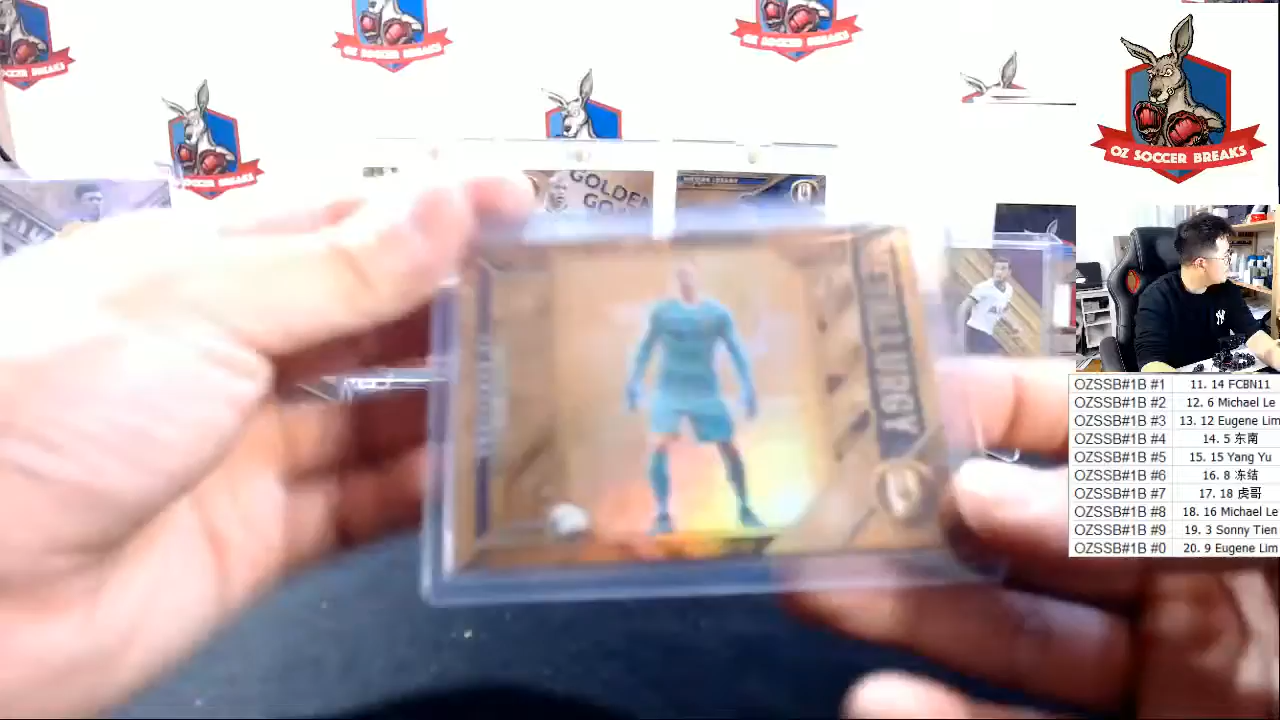 OZ SOCCER BREAKS
OZ SOCCER BREAKS
OZ SOCCER BREAKS
OZ SOCCER BREAKS
GOLDEN
METALLURGY
OZSSB#1B #1 11. 14 FCBN11
OZSSB#1B #2 12. 6 Michael Le
OZSSB#1B #3 13. 12 Eugene Lim
OZSSB#1B #4 14. 5 东南
OZSSB#1B #5 15. 15 Yang Yu
OZSSB#1B #6 16. 8 冻结
OZSSB#1B #7 17. 18 虎哥
OZSSB#1B #8 18. 16 Michael Le
OZSSB#1B #9 19. 3 Sonny Tien
OZSSB#1B #0 20. 9 Eugene Lim